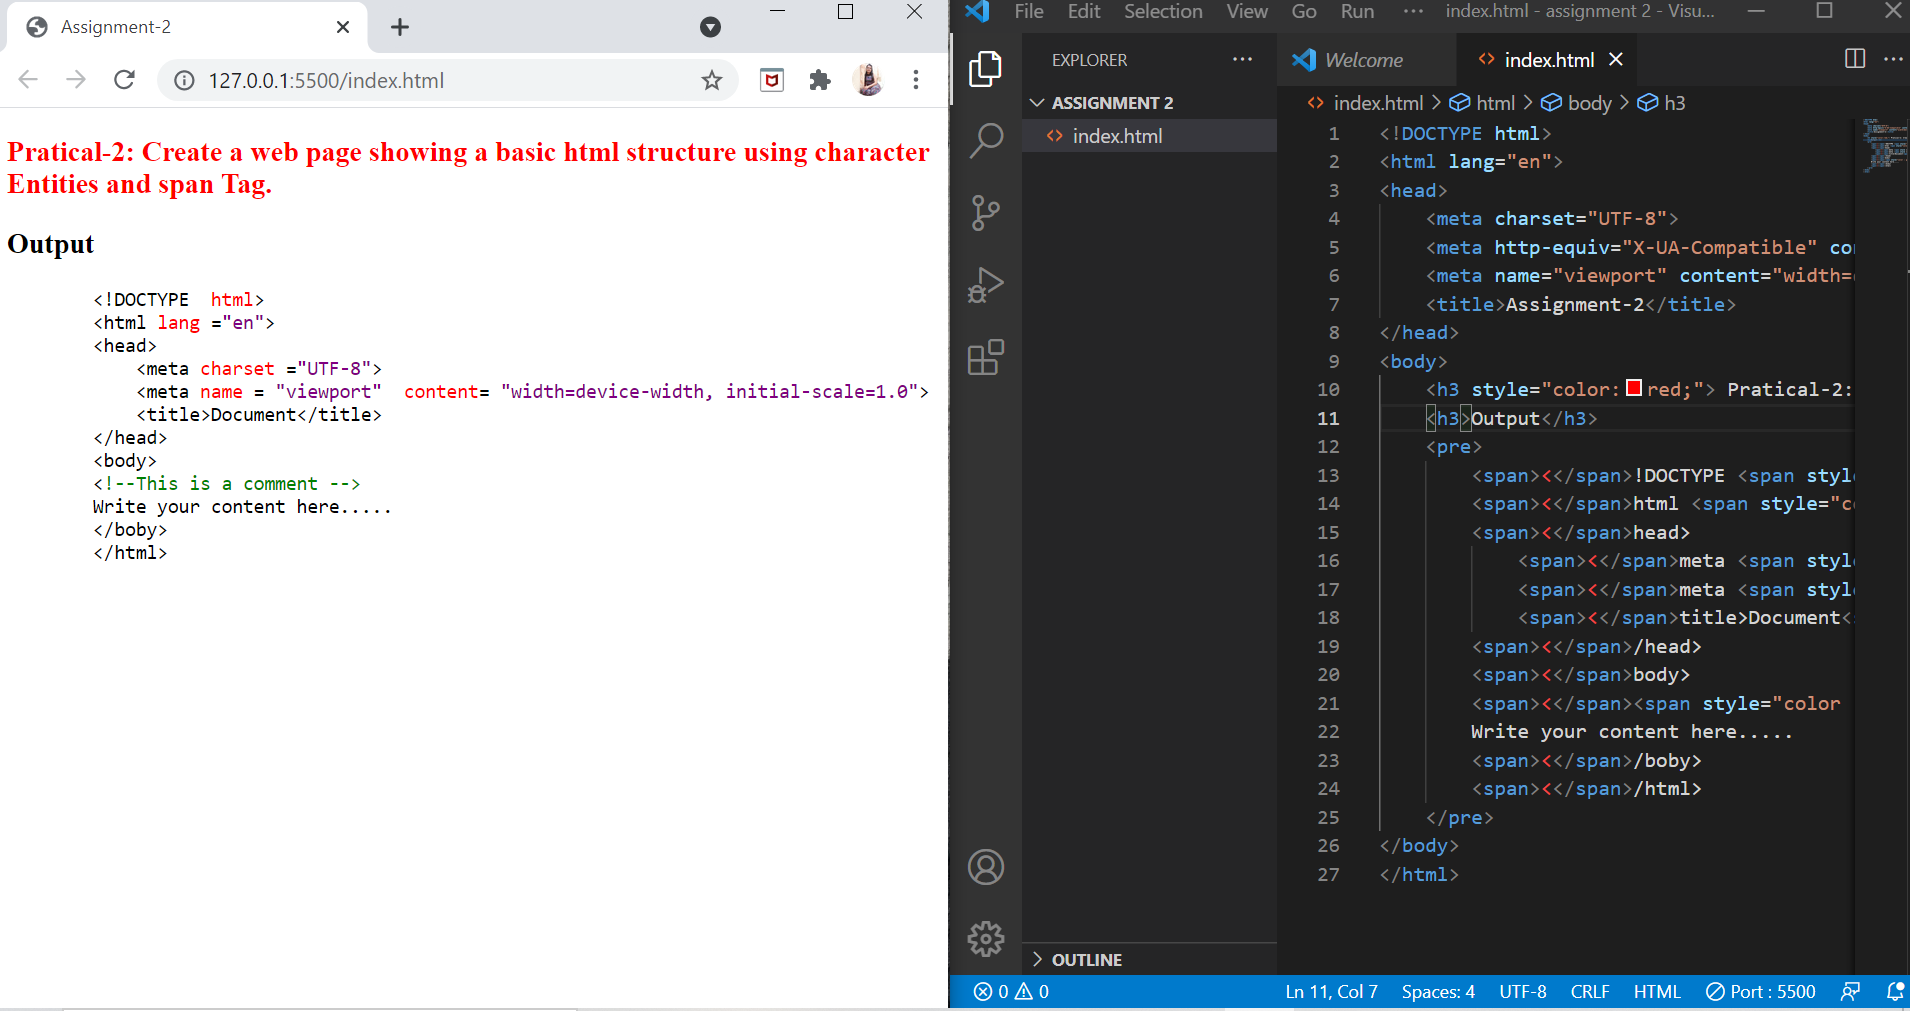 Assignment-2
127.0.0.1:5500/index.html
Pratical-2: Create a web page showing a basic html structure using character
Entities and span Tag.
Output
<!DOCTYPE  html>
<html lang ="en">
<head>
    <meta charset ="UTF-8">
    <meta name = "viewport"  content= "width=device-width, initial-scale=1.0">
    <title>Document</title>
</head>
<body>
<!--This is a comment -->
Write your content here.....
</boby>
</html>
File Edit Selection View Go Run ··· index.html - assignment 2 - Visu...
EXPLORER ···
ASSIGNMENT 2
index.html
OUTLINE
Welcome index.html
index.html > html > body > h3
1 <!DOCTYPE html>
2 <html lang="en">
3 <head>
4     <meta charset="UTF-8">
5     <meta http-equiv="X-UA-Compatible" co
6     <meta name="viewport" content="width=
7     <title>Assignment-2</title>
8 </head>
9 <body>
10     <h3 style="color: red;"> Pratical-2:
11     <h3>Output</h3>
12     <pre>
13         <span><</span>!DOCTYPE <span styl
14         <span><</span>html <span style="c
15         <span><</span>head>
16             <span><</span>meta <span styl
17             <span><</span>meta <span styl
18             <span><</span>title>Document<
19         <span><</span>/head>
20         <span><</span>body>
21         <span><</span><span style="color
22         Write your content here.....
23         <span><</span>/boby>
24         <span><</span>/html>
25     </pre>
26 </body>
27 </html>
0 0 Ln 11, Col 7 Spaces: 4 UTF-8 CRLF HTML Port : 5500